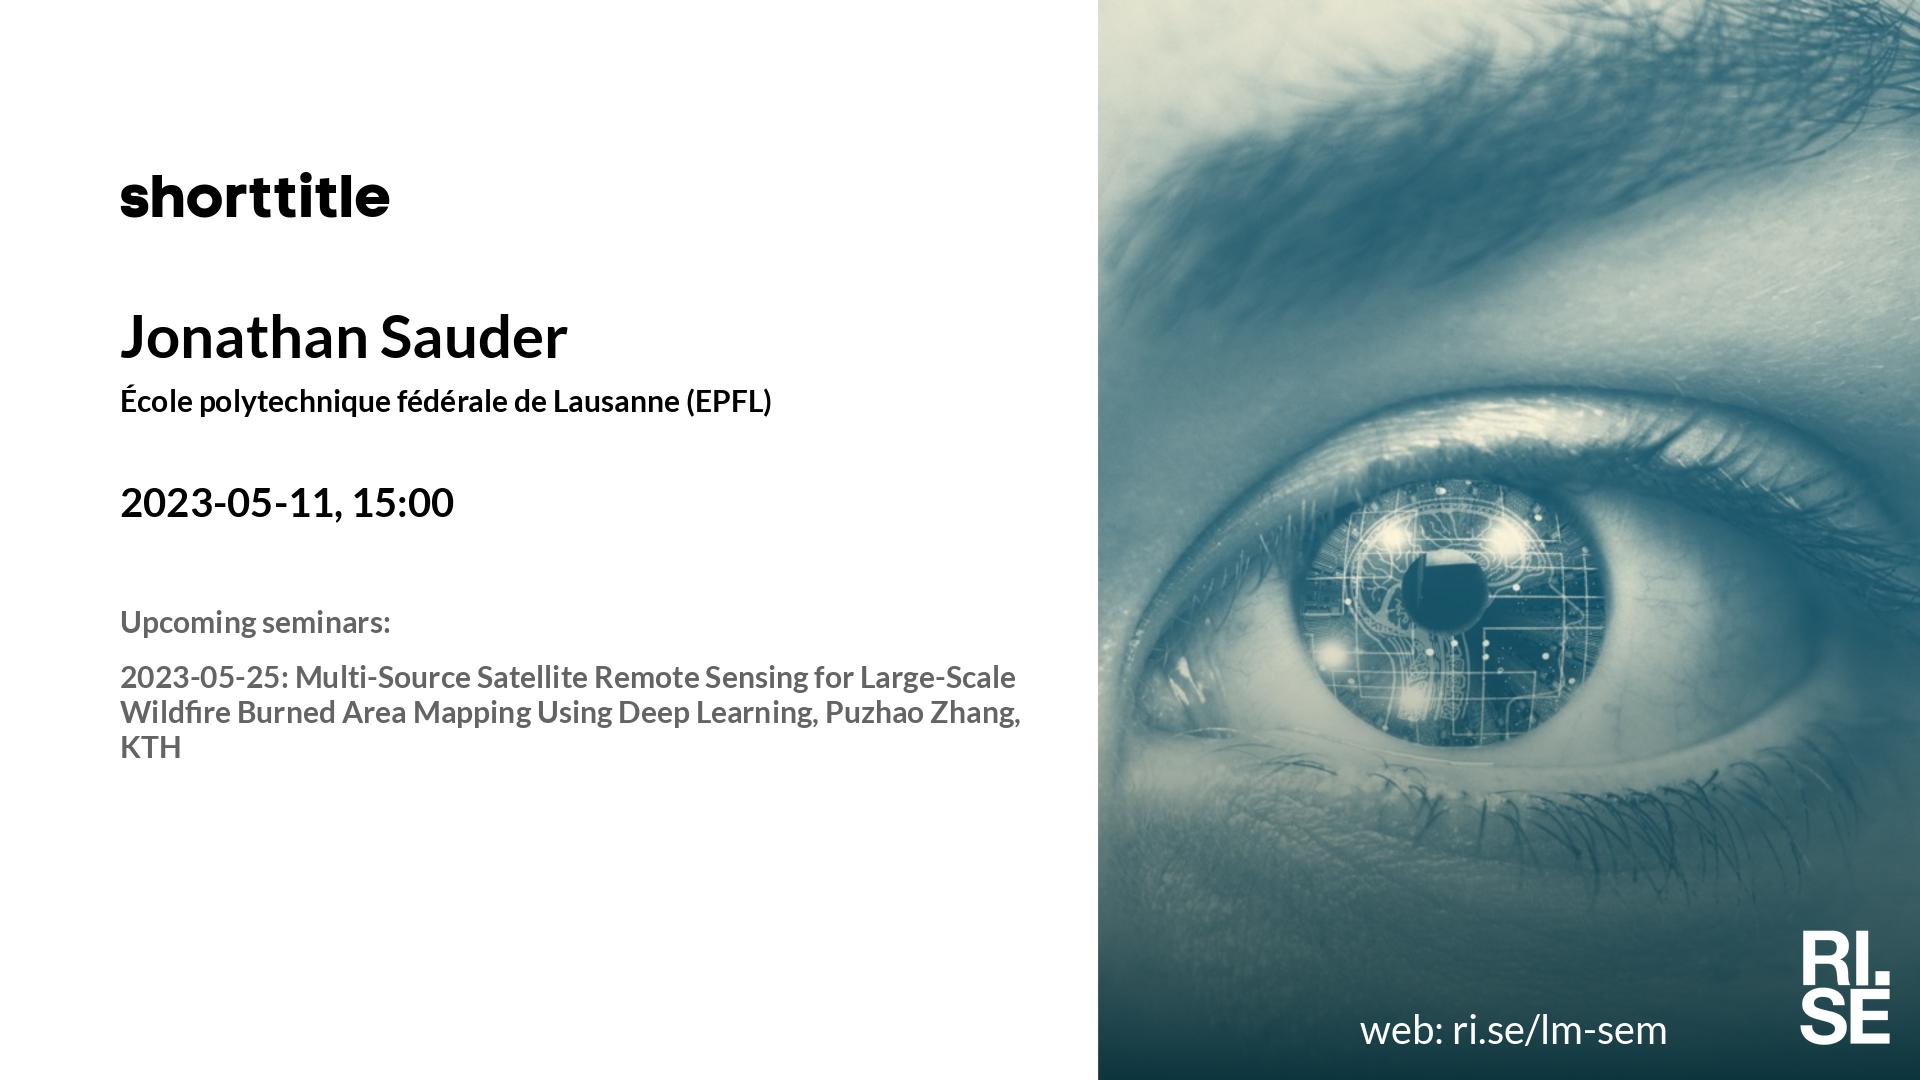 shorttitle
Jonathan Sauder
École polytechnique fédérale de Lausanne (EPFL)
2023-05-11, 15:00
Upcoming seminars:
2023-05-25: Multi-Source Satellite Remote Sensing for Large-Scale
Wildfire Burned Area Mapping Using Deep Learning, Puzhao Zhang,
KTH
web: ri.se/lm-sem
RI.
SE